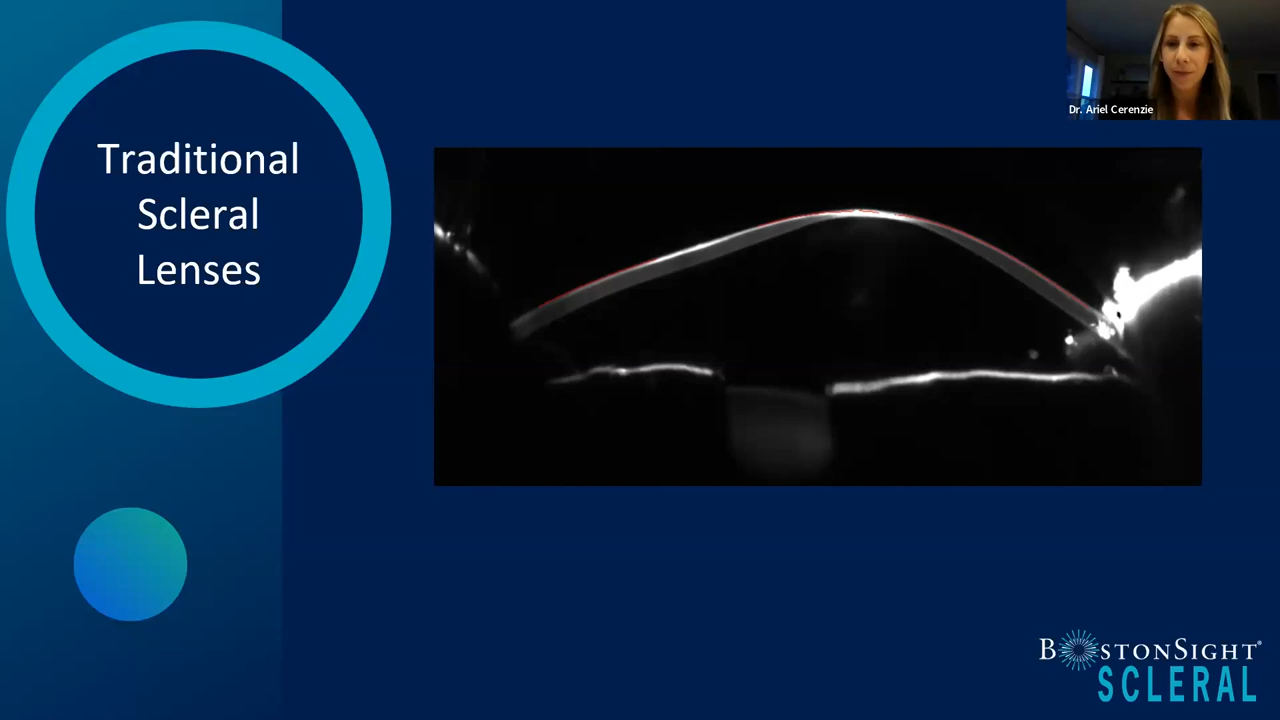 Traditional
Scleral
Lenses
Dr. Ariel Cerenzie
BOSTONSIGHT®
SCLERAL